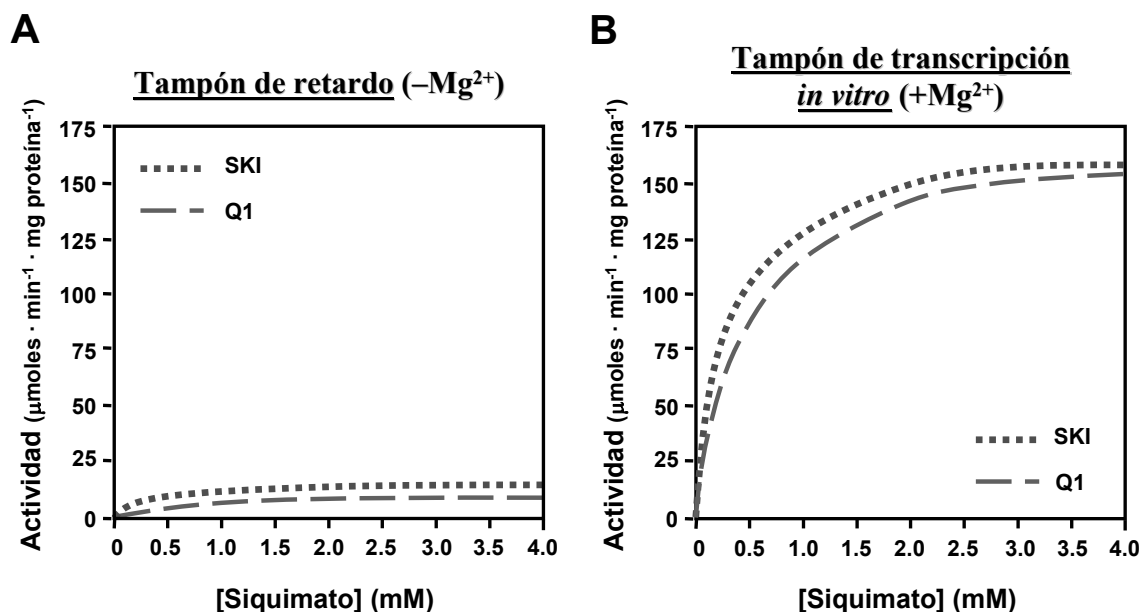 A
Tampón de retardo (–Mg²⁺)
Actividad (μmoles · min⁻¹ · mg proteína⁻¹)
175
150
125
100
75
50
25
0
SKI
Q1
0 0.5 1.0 1.5 2.0 2.5 3.0 3.5 4.0
[Siquimato] (mM)
B
Tampón de transcripción
in vitro (+Mg²⁺)
Actividad (μmoles · min⁻¹ · mg proteína⁻¹)
175
150
125
100
75
50
25
0
SKI
Q1
0 0.5 1.0 1.5 2.0 2.5 3.0 3.5 4.0
[Siquimato] (mM)